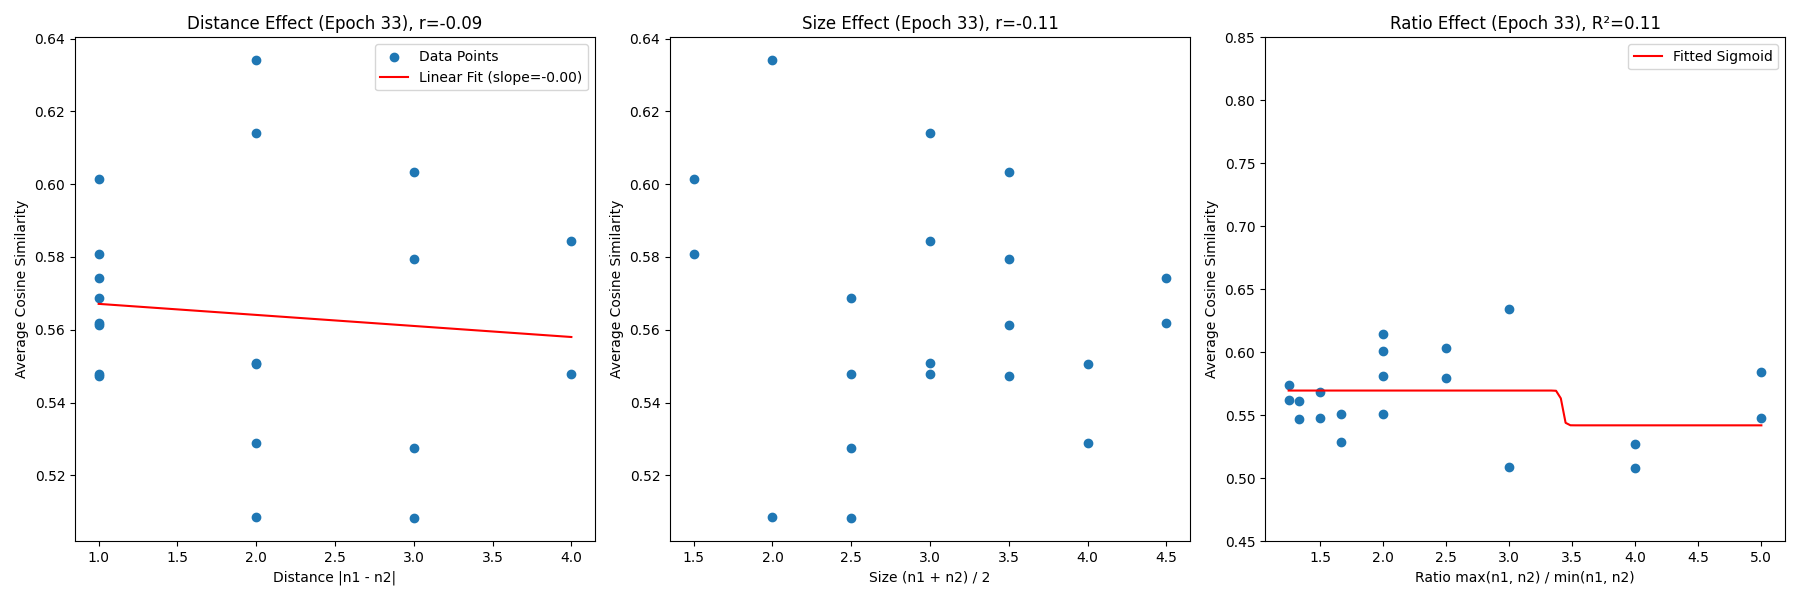 Distance Effect (Epoch 33), r=-0.09
0.64
0.62
0.60
0.58
0.56
0.54
0.52
Average Cosine Similarity
Data Points
Linear Fit (slope=-0.00)
1.0 1.5 2.0 2.5 3.0 3.5 4.0
Distance |n1 - n2|
Size Effect (Epoch 33), r=-0.11
0.64
0.62
0.60
0.58
0.56
0.54
0.52
Average Cosine Similarity
1.5 2.0 2.5 3.0 3.5 4.0 4.5
Size (n1 + n2) / 2
Ratio Effect (Epoch 33), R²=0.11
0.85
0.80
0.75
0.70
0.65
0.60
0.55
0.50
0.45
Average Cosine Similarity
Fitted Sigmoid
1.5 2.0 2.5 3.0 3.5 4.0 4.5 5.0
Ratio max(n1, n2) / min(n1, n2)